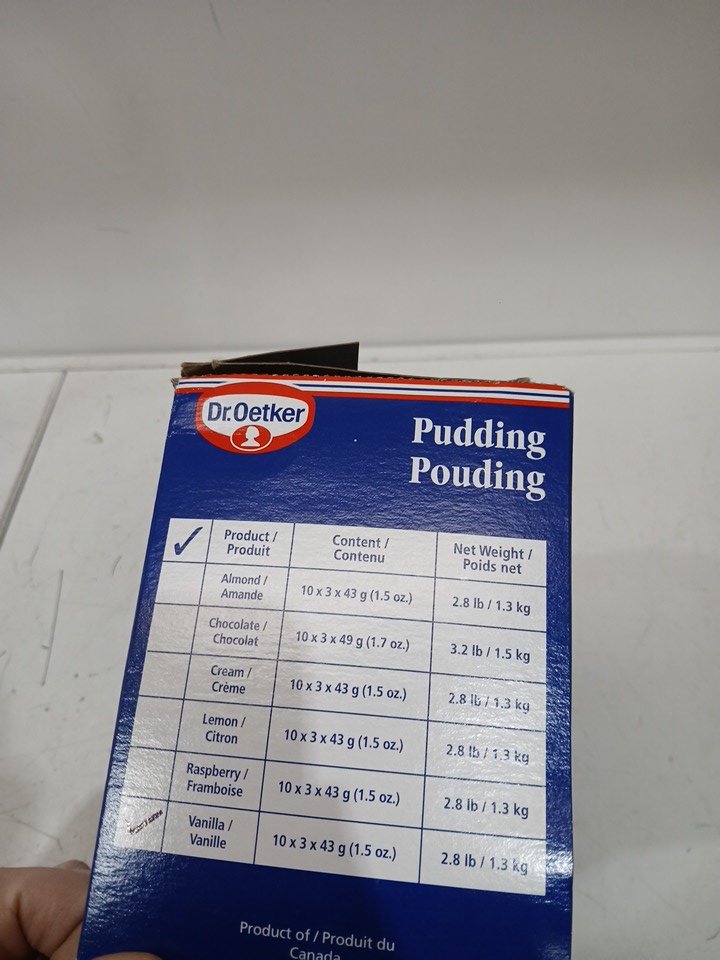 Dr.Oetker
Pudding
Pouding
✓
Product /
Produit
Content /
Contenu
Net Weight /
Poids net
Almond /
Amande
10 x 3 x 43 g (1.5 oz.)
2.8 lb / 1.3 kg
Chocolate /
Chocolat
10 x 3 x 49 g (1.7 oz.)
3.2 lb / 1.5 kg
Cream /
Crème
10 x 3 x 43 g (1.5 oz.)
2.8 lb / 1.3 kg
Lemon /
Citron
10 x 3 x 43 g (1.5 oz.)
2.8 lb / 1.3 kg
Raspberry /
Framboise
10 x 3 x 43 g (1.5 oz.)
2.8 lb / 1.3 kg
Vanilla /
Vanille
10 x 3 x 43 g (1.5 oz.)
2.8 lb / 1.3 kg
Product of / Produit du
Canada